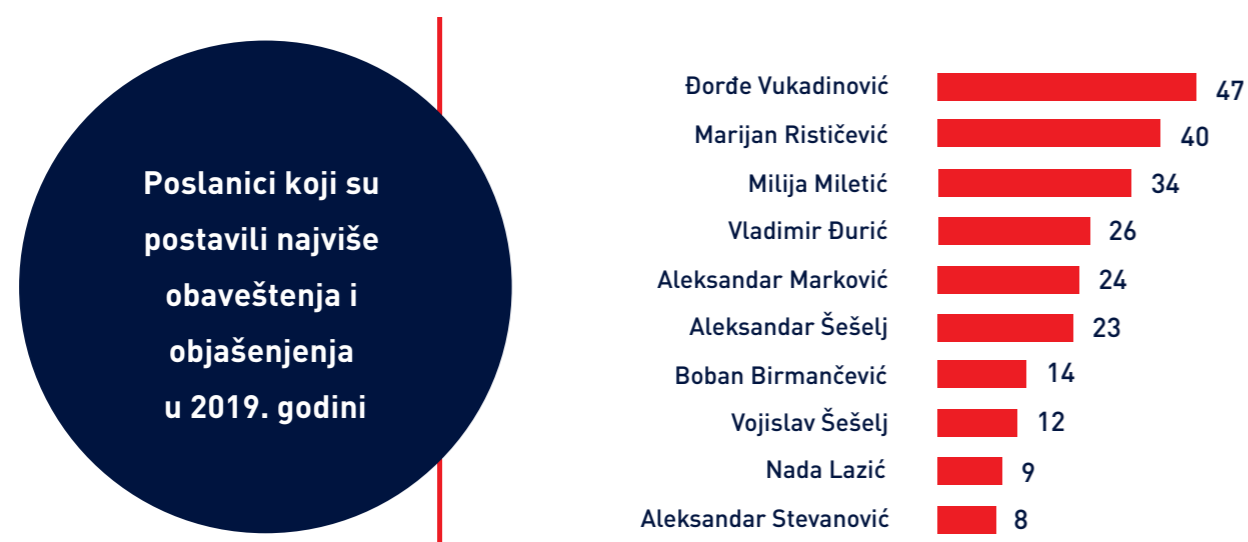 Poslanici koji su
postavili najviše
obaveštenja i
objašenjenja
u 2019. godini
Đorđe Vukadinović 47
Marijan Rističević 40
Milija Miletić 34
Vladimir Đurić 26
Aleksandar Marković 24
Aleksandar Šešelj 23
Boban Birmančević 14
Vojislav Šešelj 12
Nada Lazić 9
Aleksandar Stevanović 8